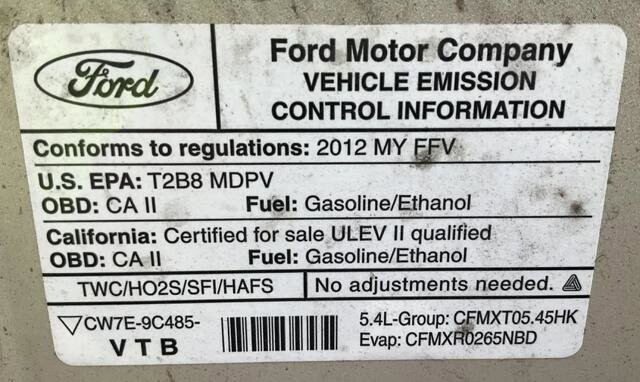 Ford
Ford Motor Company
VEHICLE EMISSION
CONTROL INFORMATION
Conforms to regulations: 2012 MY FFV
U.S. EPA: T2B8 MDPV
OBD: CA II Fuel: Gasoline/Ethanol
California: Certified for sale ULEV II qualified
OBD: CA II Fuel: Gasoline/Ethanol
TWC/HO2S/SFI/HAFS No adjustments needed.
CW7E-9C485- 5.4L-Group: CFMXT05.45HK
VTB Evap: CFMXR0265NBD